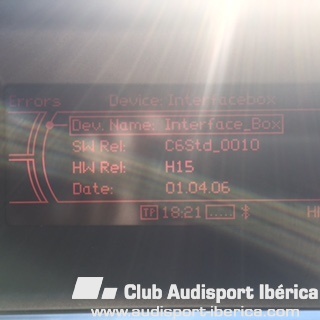 Errors Device: Interfacebox
Dev. Name: Interface_Box
SW Rel: C6Std_0010
HW Rel: H15
Date: 01.04.06
TP 18:21
Club Audisport Ibérica
www.audisport-iberica.com